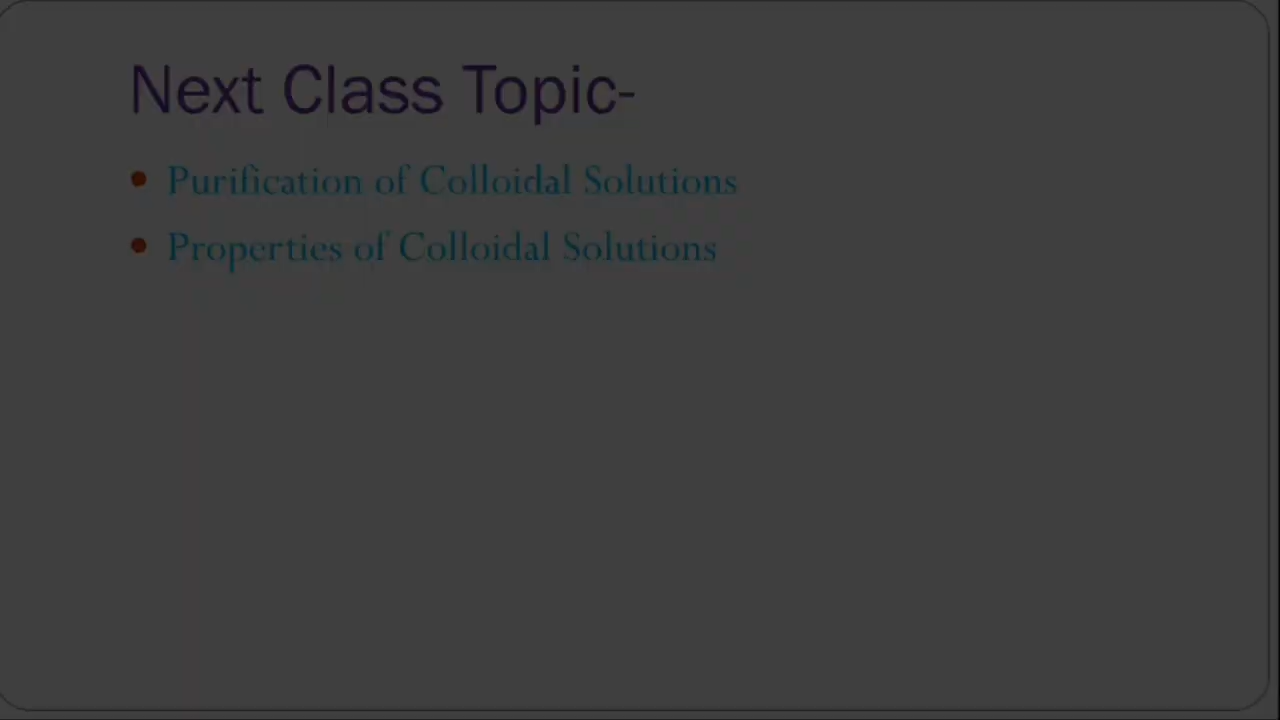 Next Class Topic-
• Purification of Colloidal Solutions
• Properties of Colloidal Solutions